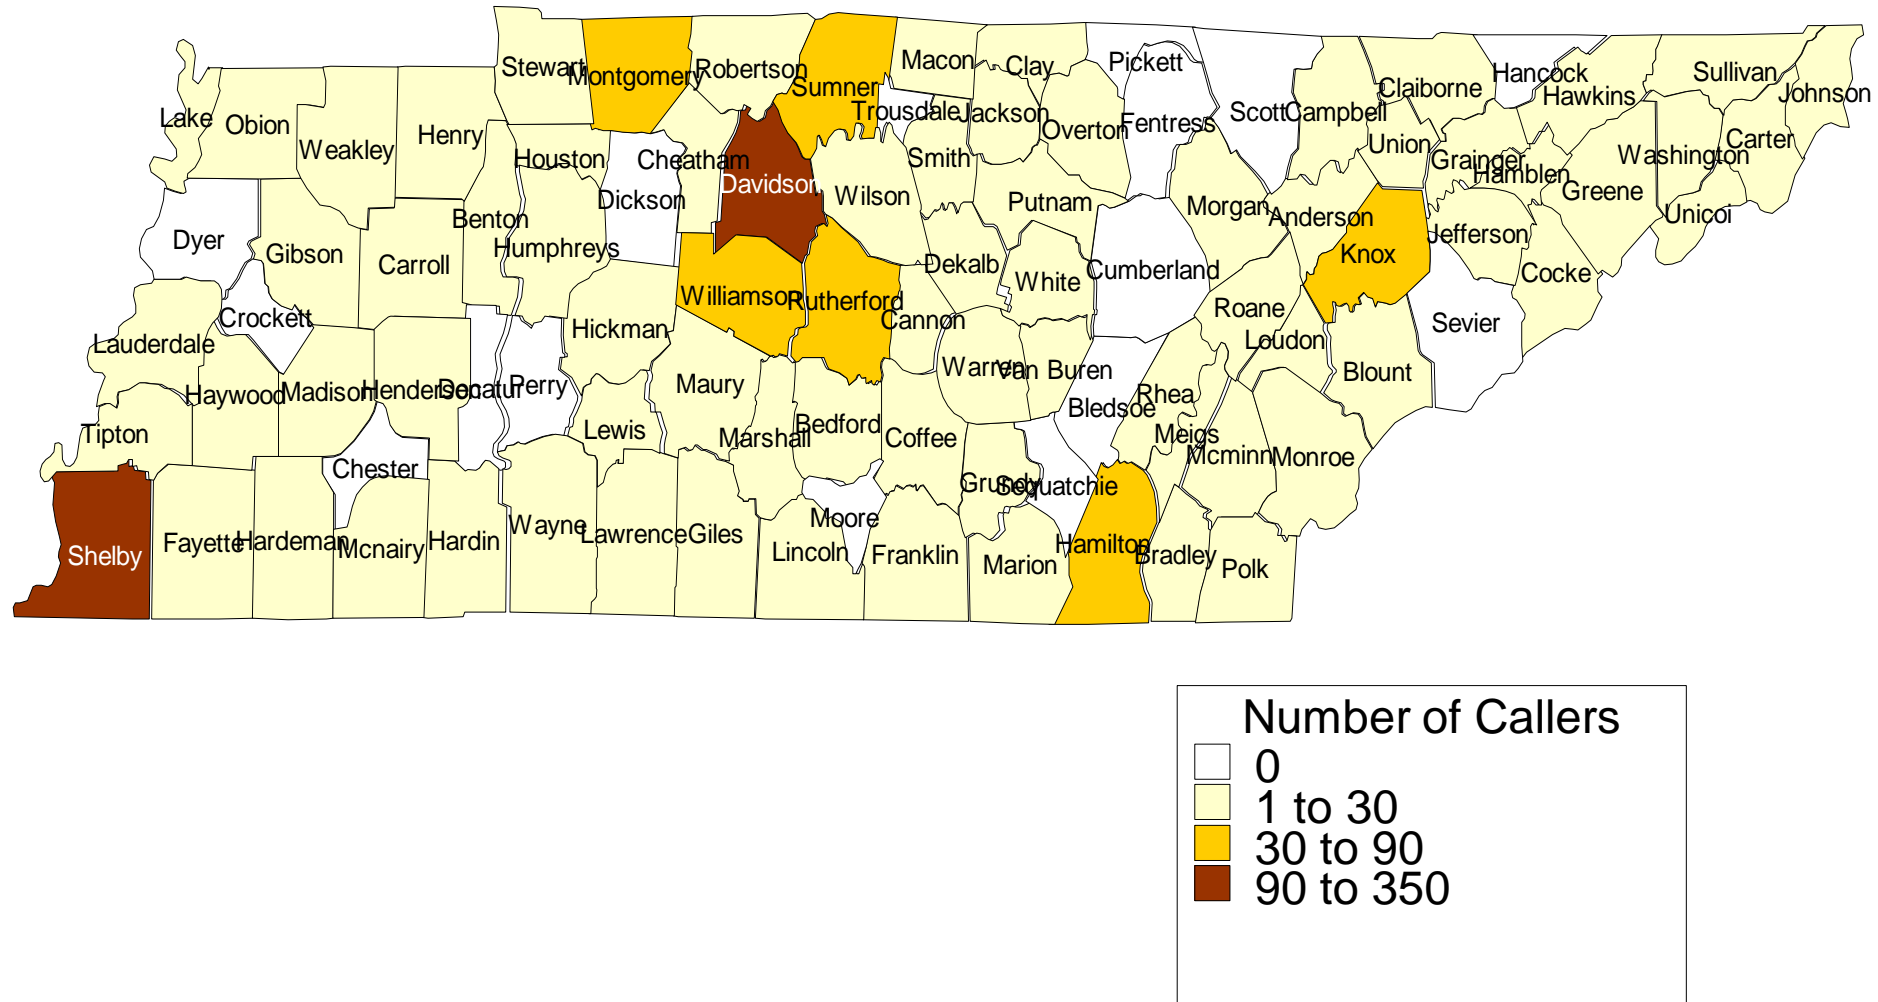 Stewart
Montgomery
Robertson
Sumner
Macon
Clay
Pickett
Scott
Campbell
Claiborne
Hancock
Hawkins
Sullivan
Johnson
Lake
Obion
Weakley
Henry
Houston
Dickson
Cheatham
Davidson
Trousdale
Jackson
Overton
Fentress
Smith
Wilson
Putnam
Morgan
Anderson
Union
Grainger
Hamblen
Greene
Washington
Carter
Unicoi
Dyer
Gibson
Carroll
Benton
Humphreys
Williamson
Rutherford
Cannon
Dekalb
White
Cumberland
Roane
Loudon
Knox
Jefferson
Cocke
Sevier
Blount
Lauderdale
Crockett
Haywood
Madison
Henderson
Decatur
Perry
Hickman
Lewis
Maury
Marshall
Bedford
Coffee
Warren
Van Buren
Bledsoe
Rhea
Meigs
Mcminn
Monroe
Tipton
Shelby
Fayette
Hardeman
Chester
Mcnairy
Hardin
Wayne
Lawrence
Giles
Lincoln
Moore
Franklin
Grundy
Sequatchie
Marion
Hamilton
Bradley
Polk
Number of Callers
0
1 to 30
30 to 90
90 to 350